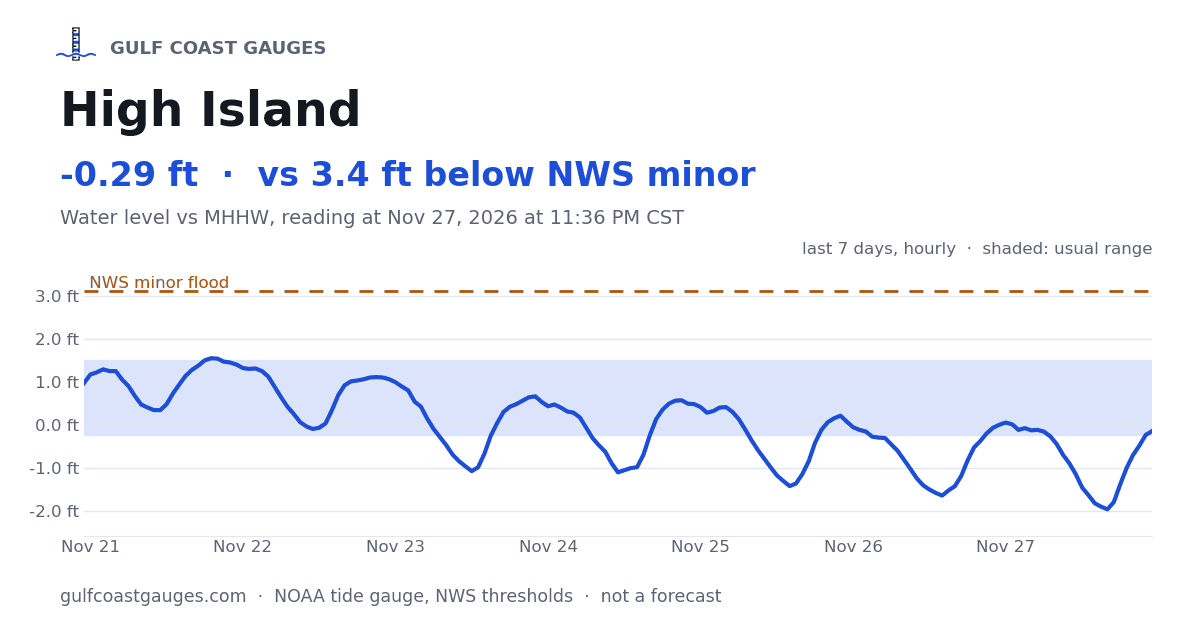 GULF COAST GAUGES
High Island
-0.29 ft · vs 3.4 ft below NWS minor
Water level vs MHHW, reading at Nov 27, 2026 at 11:36 PM CST
last 7 days, hourly · shaded: usual range
NWS minor flood
3.0 ft
2.0 ft
1.0 ft
0.0 ft
-1.0 ft
-2.0 ft
Nov 21 Nov 22 Nov 23 Nov 24 Nov 25 Nov 26 Nov 27
gulfcoastgauges.com · NOAA tide gauge, NWS thresholds · not a forecast